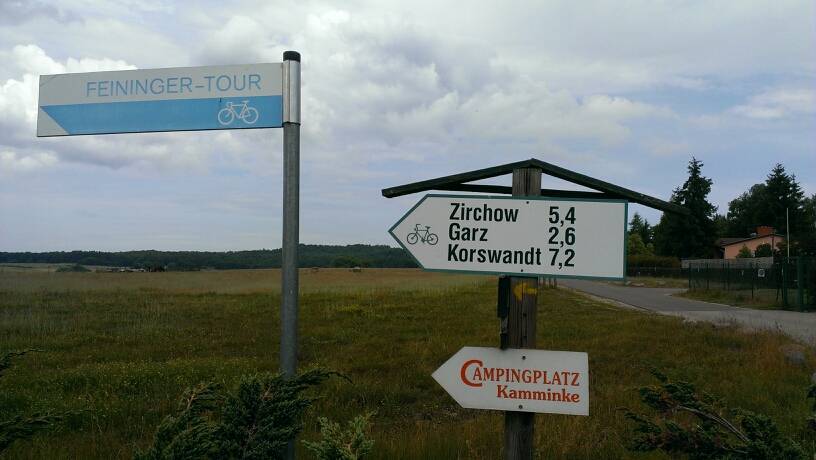 FEININGER-TOUR
Zirchow 5,4
Garz 2,6
Korswandt 7,2
CAMPINGPLATZ
Kamminke